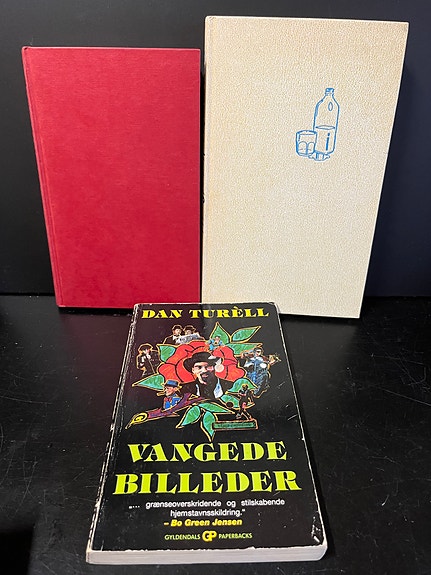 DAN TURÈLL
VANGEDE
BILLEDER
"... grænseoverskridende og stilskabende
hjemstavnsskildring."
– Bo Green Jensen
GYLDENDALS GP PAPERBACKS